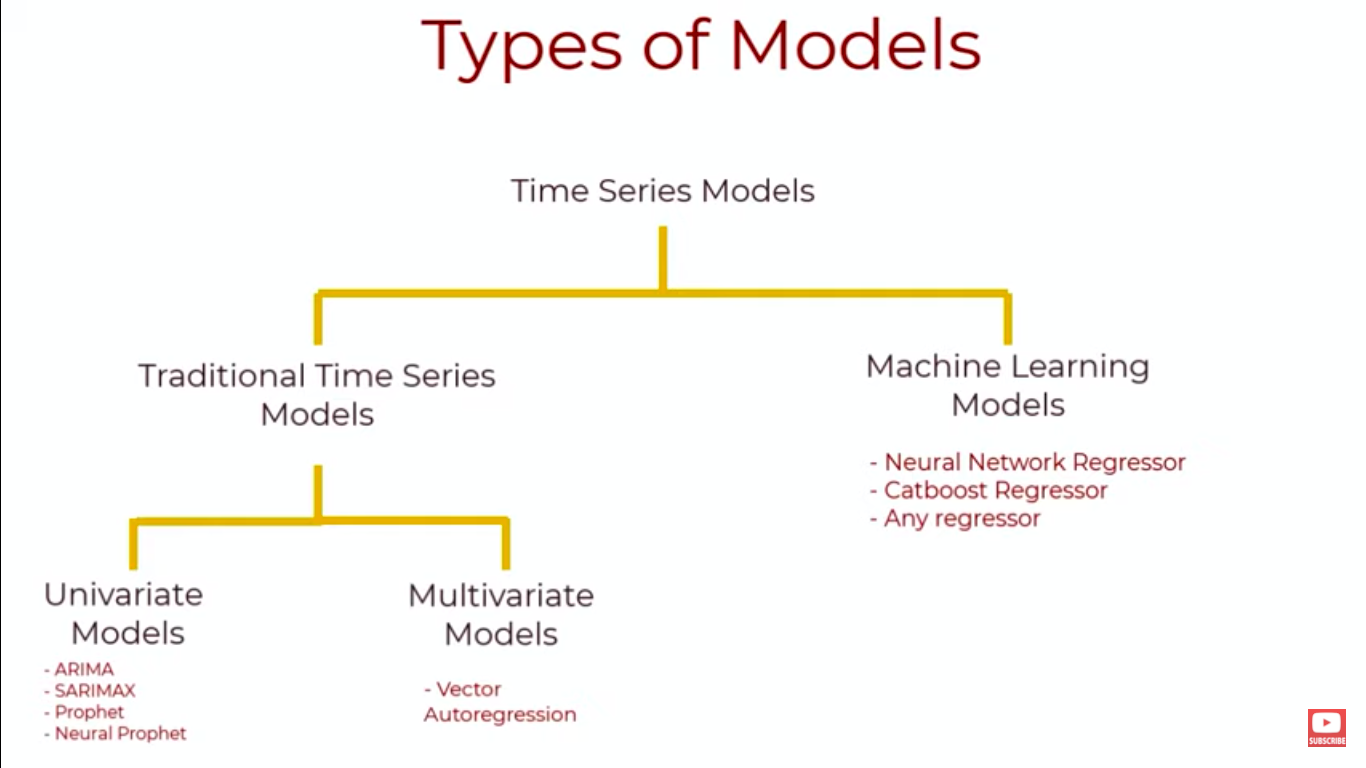 Types of Models
Time Series Models
Traditional Time Series
Models
Machine Learning
Models
- Neural Network Regressor
- Catboost Regressor
- Any regressor
Univariate
Models
- ARIMA
- SARIMAX
- Prophet
- Neural Prophet
Multivariate
Models
- Vector
Autoregression
SUBSCRIBE